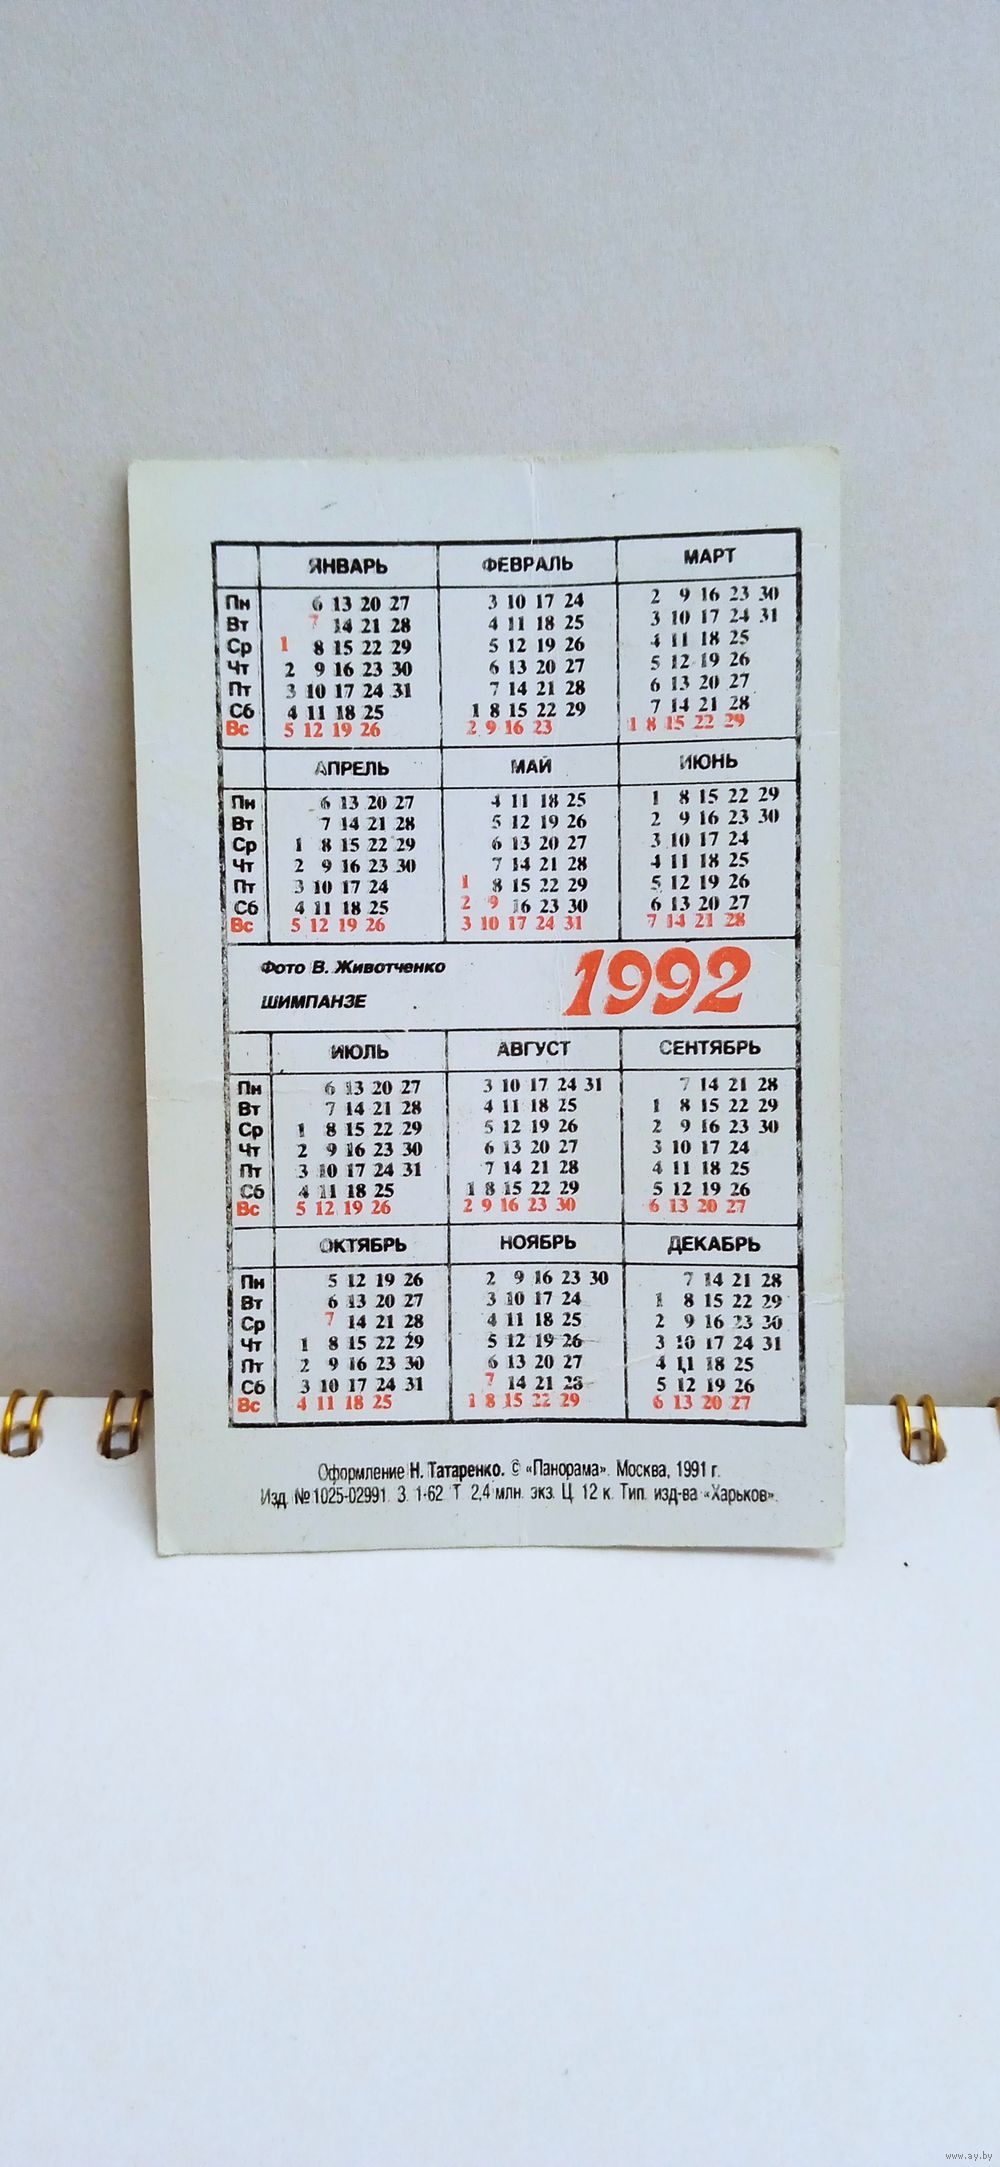 ЯНВАРЬ ФЕВРАЛЬ МАРТ
Пн 6 13 20 27 3 10 17 24 2 9 16 23 30
Вт 7 14 21 28 4 11 18 25 3 10 17 24 31
Ср 1 8 15 22 29 5 12 19 26 4 11 18 25
Чт 2 9 16 23 30 6 13 20 27 5 12 19 26
Пт 3 10 17 24 31 7 14 21 28 6 13 20 27
Сб 4 11 18 25 1 8 15 22 29 7 14 21 28
Вс 5 12 19 26 2 9 16 23 1 8 15 22 29
АПРЕЛЬ МАЙ ИЮНЬ
Пн 6 13 20 27 4 11 18 25 1 8 15 22 29
Вт 7 14 21 28 5 12 19 26 2 9 16 23 30
Ср 1 8 15 22 29 6 13 20 27 3 10 17 24
Чт 2 9 16 23 30 7 14 21 28 4 11 18 25
Пт 3 10 17 24 1 8 15 22 29 5 12 19 26
Сб 4 11 18 25 2 9 16 23 30 6 13 20 27
Вс 5 12 19 26 3 10 17 24 31 7 14 21 28
Фото В. Животченко
ШИМПАНЗЕ
1992
ИЮЛЬ АВГУСТ СЕНТЯБРЬ
Пн 6 13 20 27 3 10 17 24 31 7 14 21 28
Вт 7 14 21 28 4 11 18 25 1 8 15 22 29
Ср 1 8 15 22 29 5 12 19 26 2 9 16 23 30
Чт 2 9 16 23 30 6 13 20 27 3 10 17 24
Пт 3 10 17 24 31 7 14 21 28 4 11 18 25
Сб 4 11 18 25 1 8 15 22 29 5 12 19 26
Вс 5 12 19 26 2 9 16 23 30 6 13 20 27
ОКТЯБРЬ НОЯБРЬ ДЕКАБРЬ
Пн 5 12 19 26 2 9 16 23 30 7 14 21 28
Вт 6 13 20 27 3 10 17 24 1 8 15 22 29
Ср 7 14 21 28 4 11 18 25 2 9 16 23 30
Чт 1 8 15 22 29 5 12 19 26 3 10 17 24 31
Пт 2 9 16 23 30 6 13 20 27 4 11 18 25
Сб 3 10 17 24 31 7 14 21 28 5 12 19 26
Вс 4 11 18 25 1 8 15 22 29 6 13 20 27
Оформление Н. Татаренко. © «Панорама». Москва, 1991 г.
Изд. № 1025-02991. З. 1-62. Т. 2,4 млн. экз. Ц. 12 к. Тип. изд-ва «Харьков».
www.ay.by